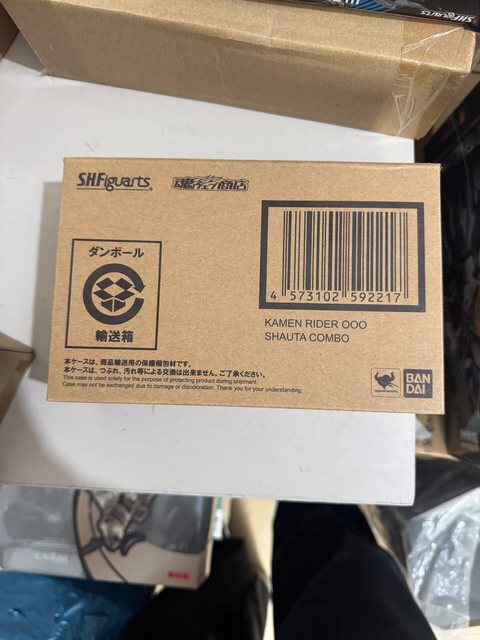 S.H.Figuarts
S.H.Figuarts
魂ウェブ商店
ダンボール
輸送箱
4 573102 592217
KAMEN RIDER OOO
SHAUTA COMBO
本ケースは、商品輸送用の保護梱包材です。
本ケースは、つぶれ、汚れ等による交換は出来ません。ご了承ください。
This case is used solely for the purpose of protecting product during shipment.
Case may not be exchanged due to damage or discoloration. Thank you for your understanding.
BAN
DAI